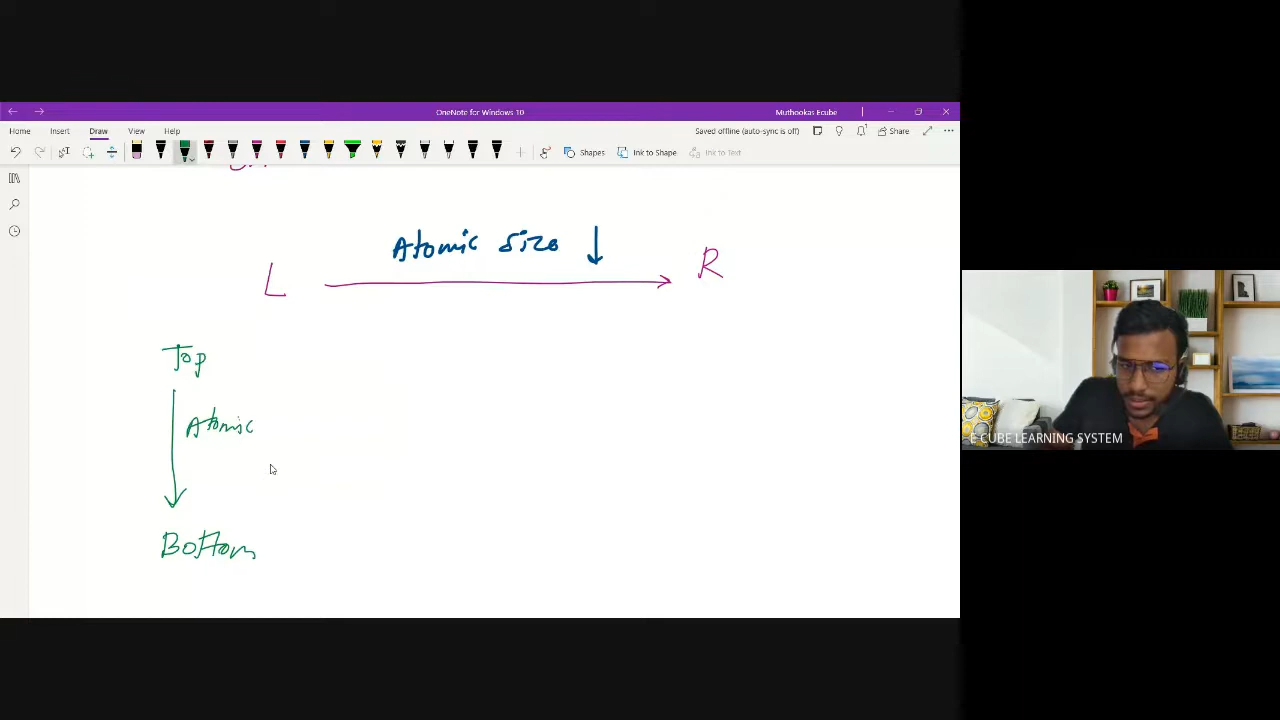 OneNote for Windows 10
Muthookas Ecube
Home Insert Draw View Help
Saved offline (auto-sync is off)
Share
Shapes
Ink to Shape
Ink to Text
Atomic Size ↓
L
R
Top
Atomic
Bottom
E CUBE LEARNING SYSTEM